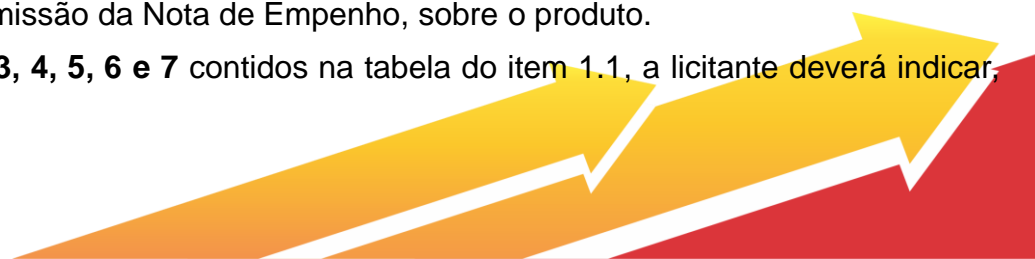 missão da Nota de Empenho, sobre o produto.
3, 4, 5, 6 e 7 contidos na tabela do item 1.1, a licitante deverá indicar,